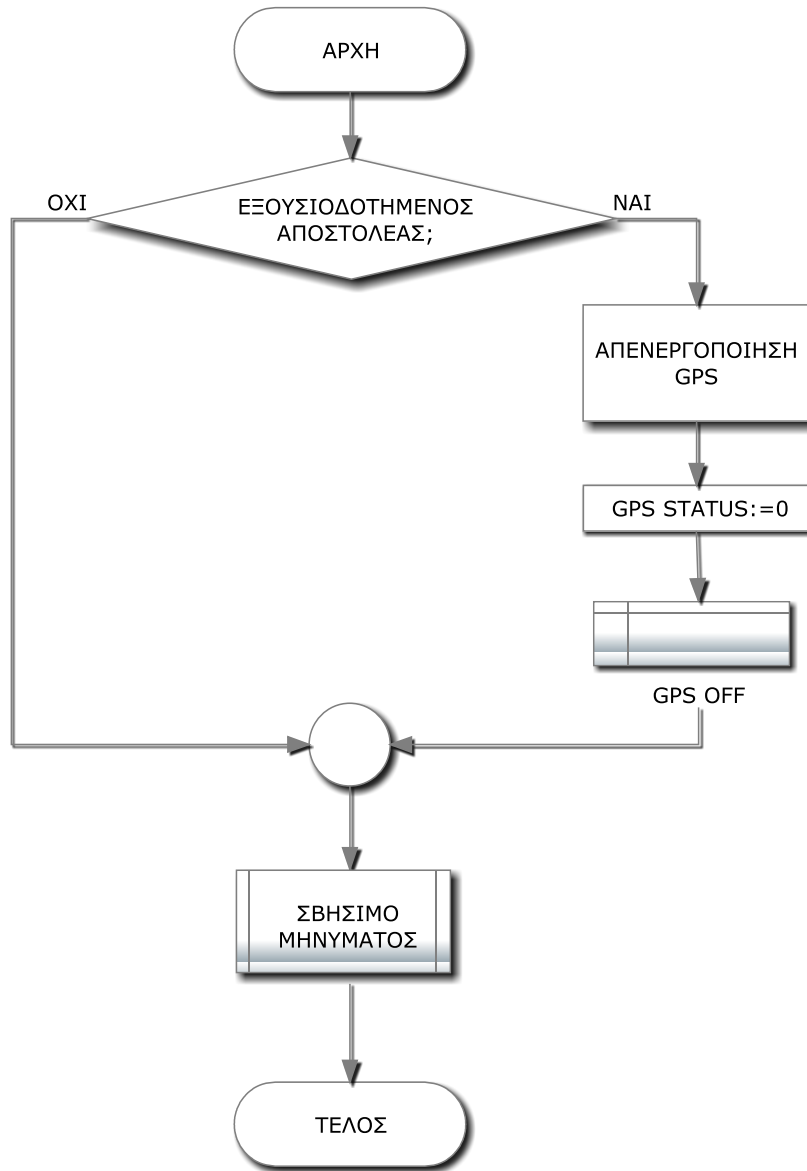 ΑΡΧΗ
ΟΧΙ
ΕΞΟΥΣΙΟΔΟΤΗΜΕΝΟΣ
ΑΠΟΣΤΟΛΕΑΣ;
ΝΑΙ
ΑΠΕΝΕΡΓΟΠΟΙΗΣΗ
GPS
GPS STATUS:=0
GPS OFF
ΣΒΗΣΙΜΟ
ΜΗΝΥΜΑΤΟΣ
ΤΕΛΟΣ